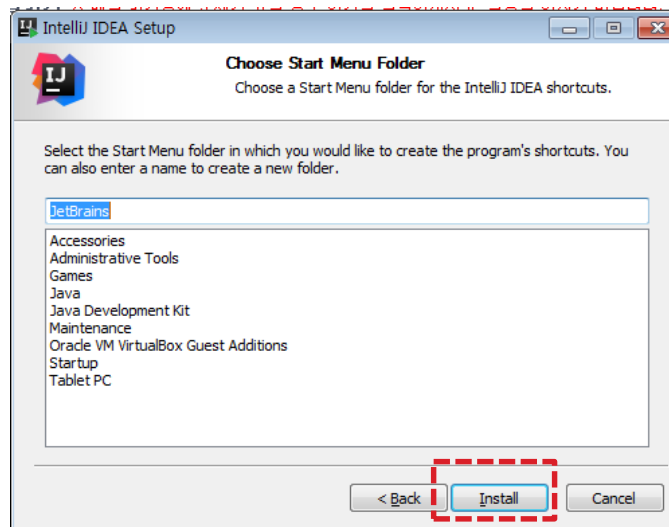 IntelliJ IDEA Setup
IJ
Choose Start Menu Folder
Choose a Start Menu folder for the IntelliJ IDEA shortcuts.
Select the Start Menu folder in which you would like to create the program's shortcuts. You
can also enter a name to create a new folder.
JetBrains
Accessories
Administrative Tools
Games
Java
Java Development Kit
Maintenance
Oracle VM VirtualBox Guest Additions
Startup
Tablet PC
< Back
Install
Cancel